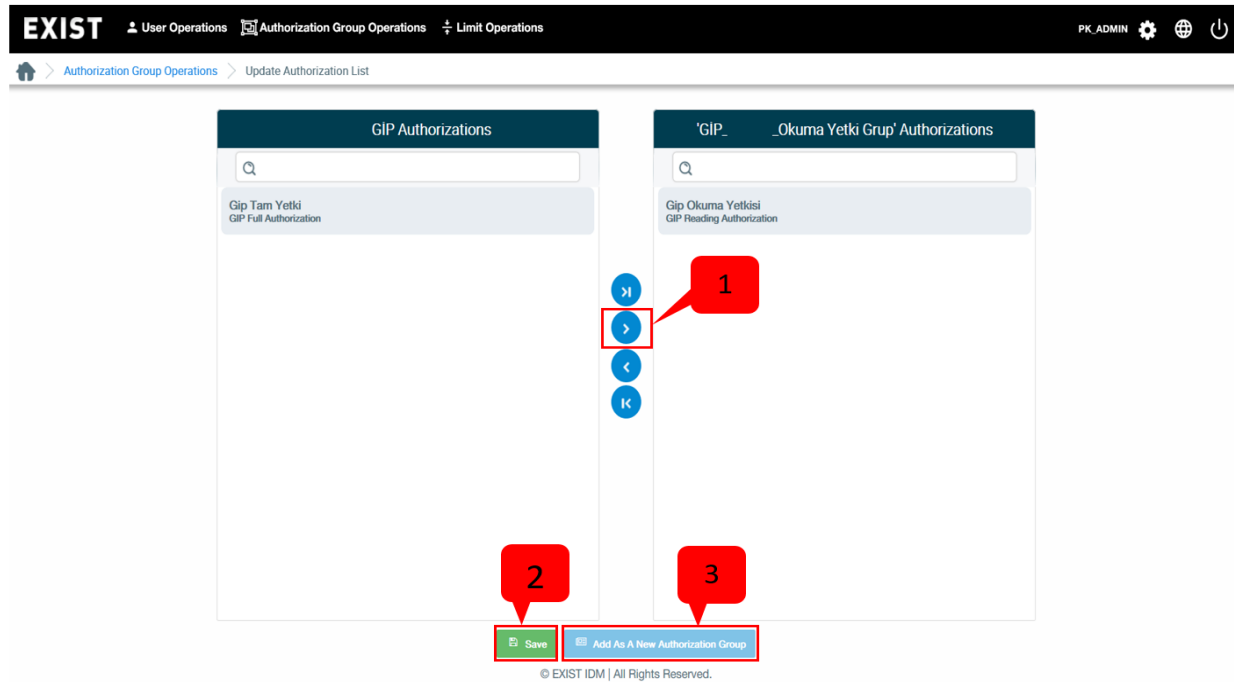 EXIST User Operations Authorization Group Operations Limit Operations PK_ADMIN
Authorization Group Operations Update Authorization List
GİP Authorizations
Gip Tam Yetki
GIP Full Authorization
'GİP_ _Okuma Yetki Grup' Authorizations
Gip Okuma Yetkisi
GIP Reading Authorization
1
2
3
Save
Add As A New Authorization Group
© EXIST IDM | All Rights Reserved.